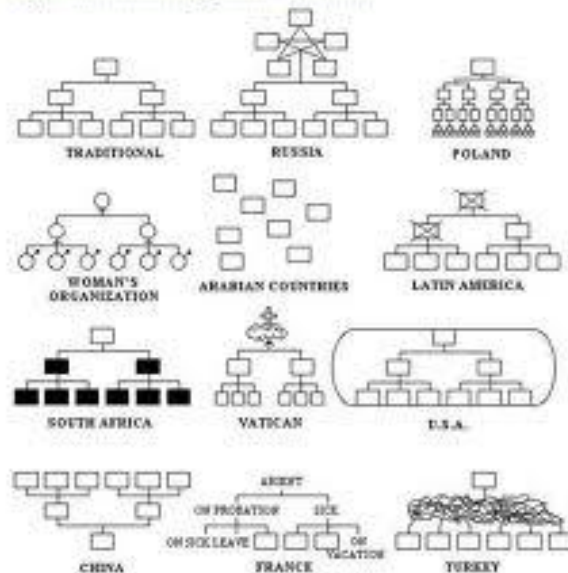 TRADITIONAL
RUSSIA
POLAND
WOMAN'S
ORGANIZATION
ARABIAN COUNTRIES
LATIN AMERICA
SOUTH AFRICA
VATICAN
U.S.A.
CHINA
ABSENT
ON PROBATION
SICK
ON SICK LEAVE
ON
VACATION
FRANCE
TURKEY